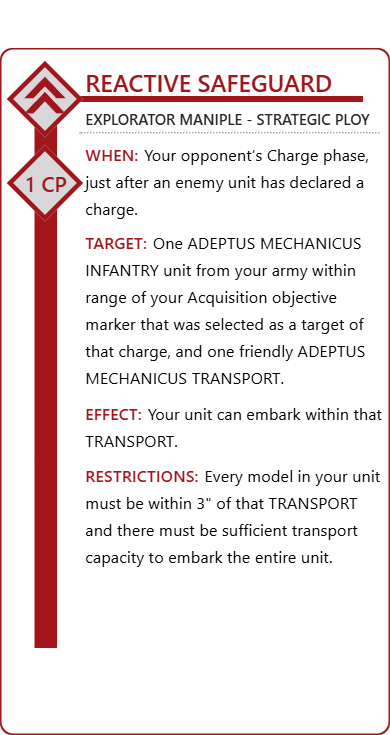 REACTIVE SAFEGUARD
EXPLORATOR MANIPLE - STRATEGIC PLOY
1 CP
WHEN: Your opponent’s Charge phase,
just after an enemy unit has declared a
charge.
TARGET: One ADEPTUS MECHANICUS
INFANTRY unit from your army within
range of your Acquisition objective
marker that was selected as a target of
that charge, and one friendly ADEPTUS
MECHANICUS TRANSPORT.
EFFECT: Your unit can embark within that
TRANSPORT.
RESTRICTIONS: Every model in your unit
must be within 3" of that TRANSPORT
and there must be sufficient transport
capacity to embark the entire unit.